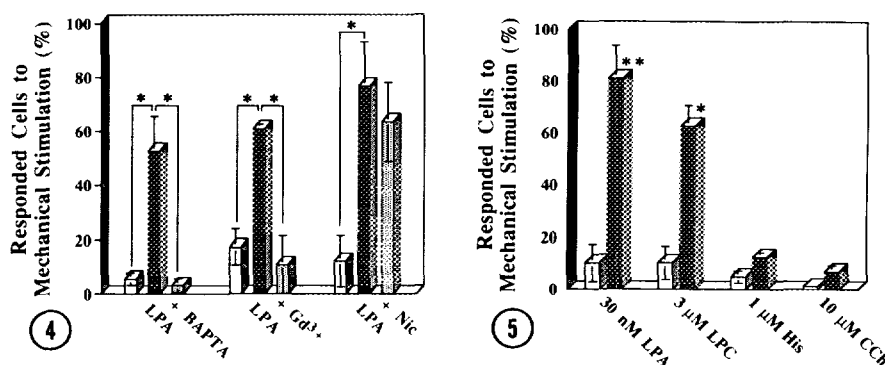 Responded Cells to
Mechanical Stimulation (%)
100
80
60
40
20
0
*
*
*
*
*
LPA
+ BAPTA
LPA
+ Gd3+
LPA
+ Nic
4
Responded Cells to
Mechanical Stimulation (%)
100
80
60
40
20
0
**
*
30 nM LPA
3 μM LPC
1 μM His
10 μM CCh
5